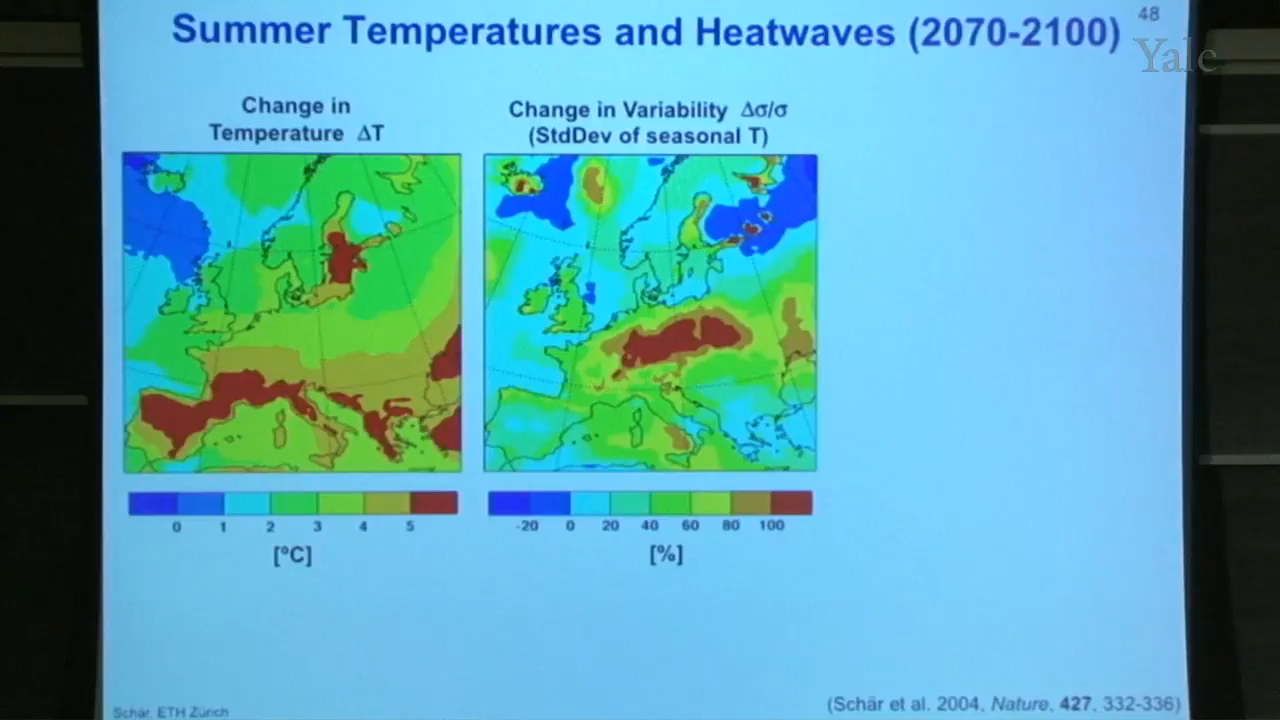 48
Summer Temperatures and Heatwaves (2070-2100)
Yale
Change in
Temperature ΔT
Change in Variability Δσ/σ
(StdDev of seasonal T)
0 1 2 3 4 5
[°C]
-20 0 20 40 60 80 100
[%]
(Schär et al. 2004, Nature, 427, 332-336)
Schär, ETH Zürich